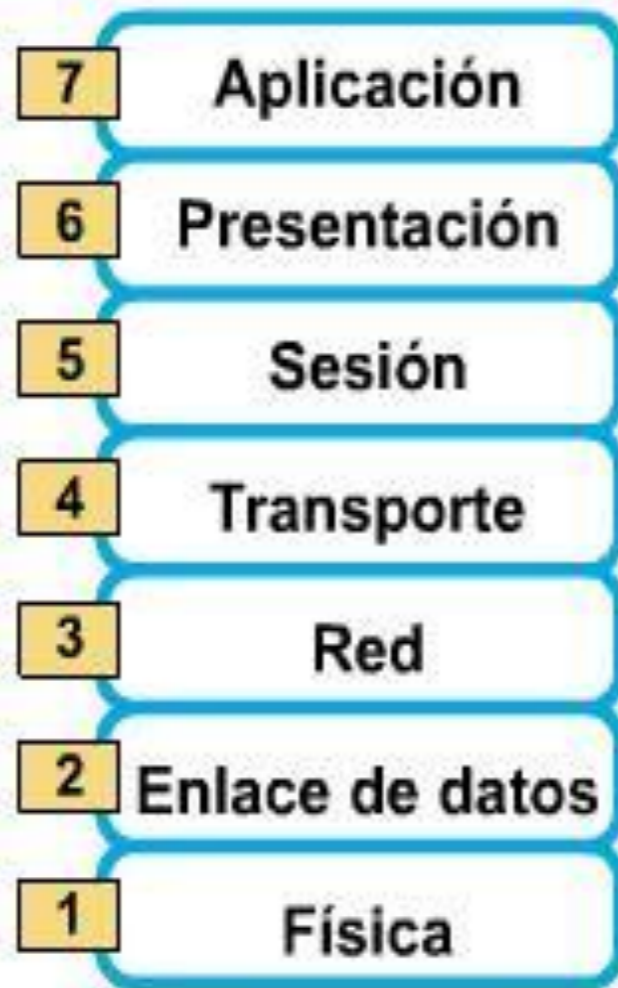 7 Aplicación
6 Presentación
5 Sesión
4 Transporte
3 Red
2 Enlace de datos
1 Física